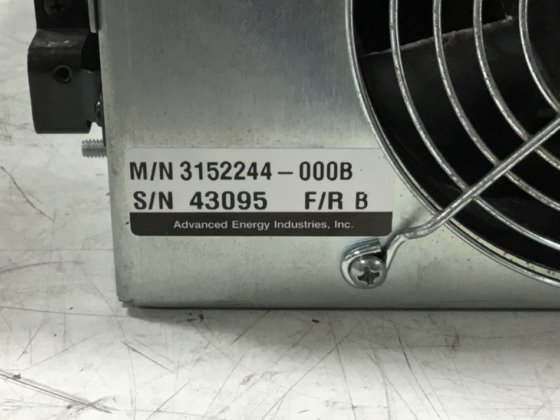 M/N 3152244-000B
S/N 43095 F/R B
Advanced Energy Industries, Inc.